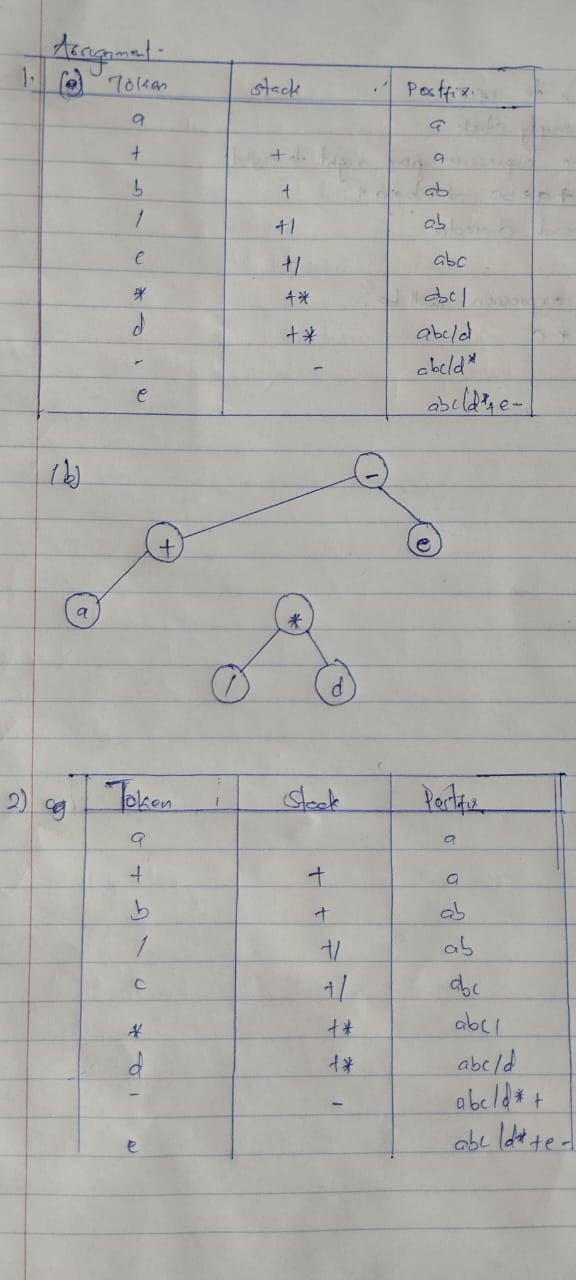 Assignment.
1. (a) Token stack Postfix
a a
+ + a
b + ab
/ +/ ab
c +/ abc
* +* abc/
d +* abc/d
- - abc/d*
e abc/d*+e-
1b)
-
+ e
a *
/ d
2) Token Stack Postfix
a a
+ + a
b + ab
/ +/ ab
c +/ abc
* +* abc/
d +* abc/d
- - abc/d*+
e abc/d*+e-